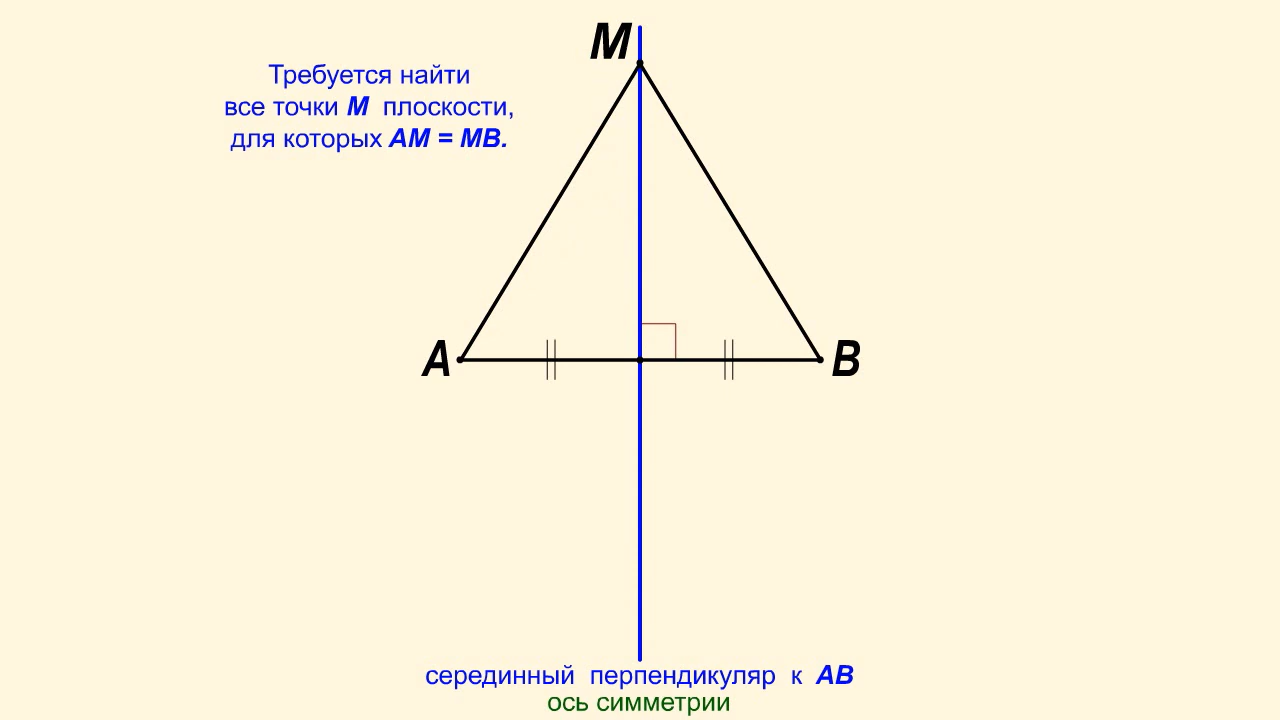 M
Требуется найти
все точки M плоскости,
для которых AM = MB.
A
B
серединный перпендикуляр к AB
ось симметрии